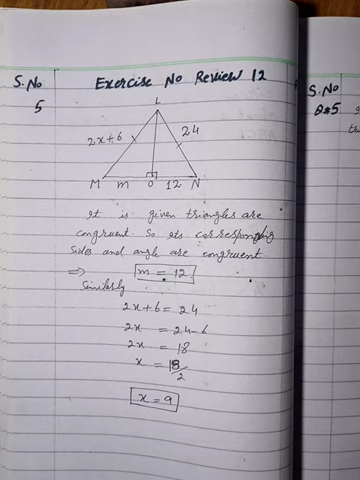 Exercise No Review 12
S.No
5
L
2x+6
24
M m O 12 N
It is given triangles are
congruent. So its corresponding
sides and angle are congruent.
⇒ m = 12
Similerly
2x+6 = 24
2x = 24-6
2x = 18
x = 18/2
x = 9
S.No
Q#5